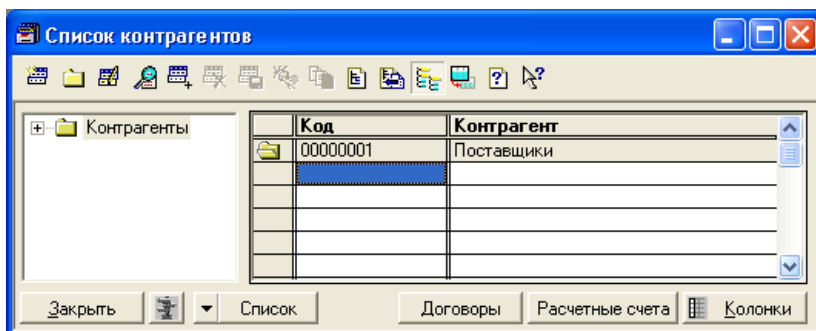 Список контрагентов
Контрагенты
Код Контрагент
00000001 Поставщики
Закрыть Список Договоры Расчетные счета Колонки